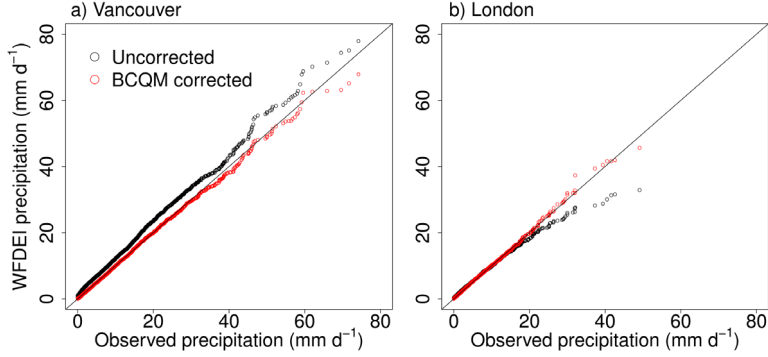 a) Vancouver
b) London
WFDEI precipitation (mm d⁻¹)
80
60
40
20
0
Uncorrected
BCQM corrected
0 20 40 60 80
Observed precipitation (mm d⁻¹)
80
60
40
20
0
0 20 40 60 80
Observed precipitation (mm d⁻¹)